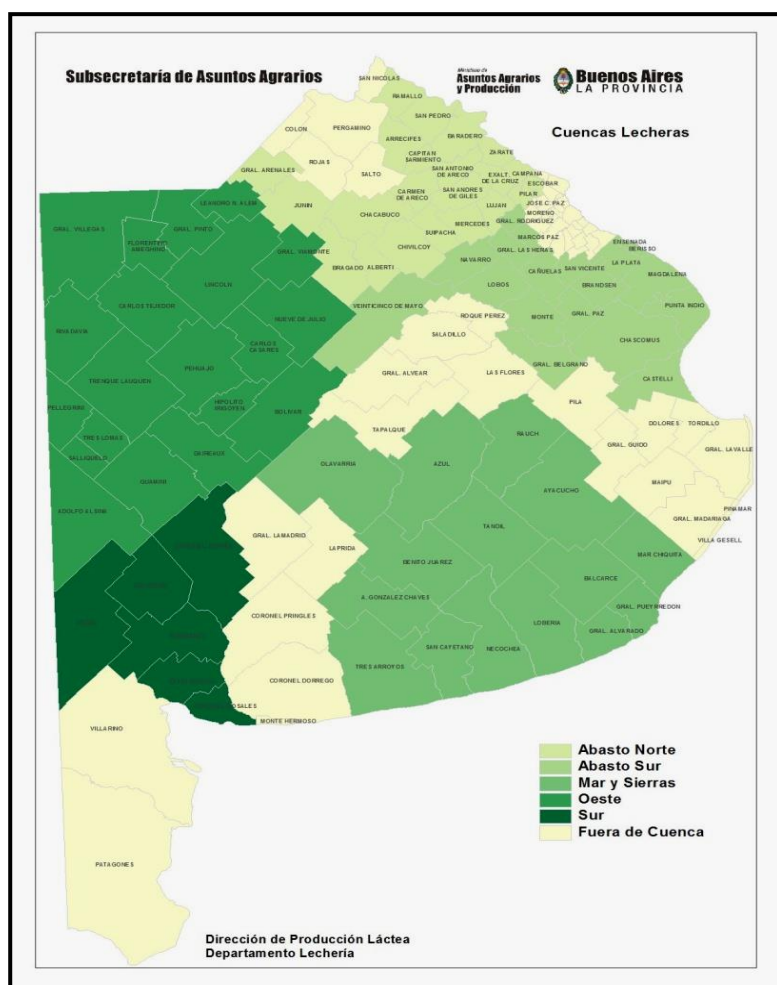 Subsecretaría de Asuntos Agrarios
Ministerio de
Asuntos Agrarios
y Producción
Buenos Aires
LA PROVINCIA
Cuencas Lecheras
SAN NICOLAS
RAMALLO
SAN PEDRO
COLON
PERGAMINO
ARRECIFES
BARADERO
ROJAS
CAPITAN
SARMIENTO
ZARATE
GRAL. ARENALES
SALTO
SAN ANTONIO
DE ARECO
EXALT.
DE LA CRUZ
CAMPANA
ESCOBAR
LEANDRO N. ALEM
JUNIN
CARMEN
DE ARECO
SAN ANDRES
DE GILES
PILAR
JOSE C. PAZ
LUJAN
MORENO
GRAL. VILLEGAS
GRAL. PINTO
CHACABUCO
MERCEDES
GRAL. RODRIGUEZ
FLORENTINO
AMEGHINO
SUIPACHA
MARCOS PAZ
GRAL. VIAMONTE
CHIVILCOY
GRAL. LAS HERAS
ENSENADA
BERISSO
BRAGADO
ALBERTI
NAVARRO
LA PLATA
CAÑUELAS
SAN VICENTE
MAGDALENA
LINCOLN
LOBOS
BRANDSEN
CARLOS TEJEDOR
VEINTICINCO DE MAYO
PUNTA INDIO
NUEVE DE JULIO
ROQUE PEREZ
MONTE
GRAL. PAZ
RIVADAVIA
SALADILLO
CARLOS
CASARES
CHASCOMUS
PEHUAJO
GRAL. BELGRANO
GRAL. ALVEAR
LAS FLORES
CASTELLI
TRENQUE LAUQUEN
PILA
PELLEGRINI
HIPOLITO
IRIGOYEN
BOLIVAR
DOLORES
TORDILLO
TAPALQUE
RAUCH
TRES LOMAS
GRAL. GUIDO
GRAL. LAVALLE
SALLIQUELO
DAIREAUX
OLAVARRIA
AZUL
MAIPU
GUAMINI
AYACUCHO
PINAMAR
ADOLFO ALSINA
GRAL. MADARIAGA
TANDIL
GRAL. LAMADRID
VILLA GESELL
LAPRIDA
MAR CHIQUITA
BENITO JUAREZ
BALCARCE
A. GONZALEZ CHAVES
GRAL. PUEYRREDON
CORONEL PRINGLES
LOBERIA
GRAL. ALVARADO
SAN CAYETANO
NECOCHEA
TRES ARROYOS
CORONEL DORREGO
MONTE HERMOSO
VILLARINO
PATAGONES
Abasto Norte
Abasto Sur
Mar y Sierras
Oeste
Sur
Fuera de Cuenca
Dirección de Producción Láctea
Departamento Lechería